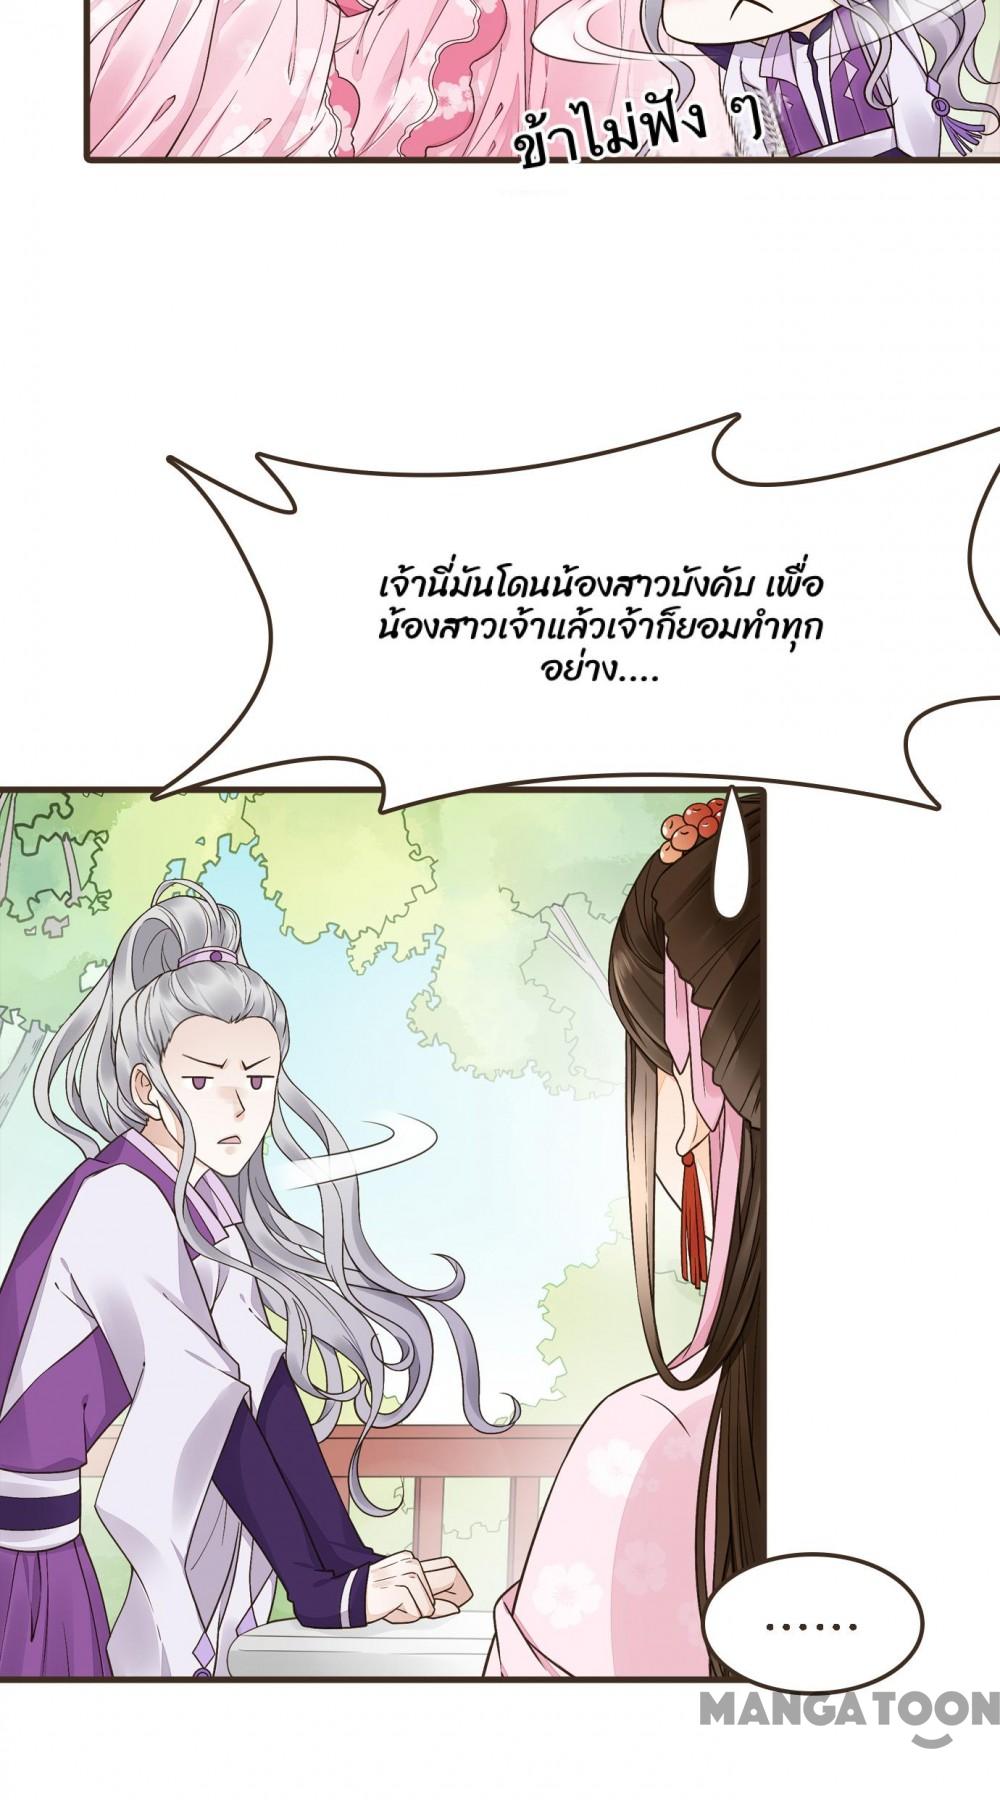 ข้าไม่ฟัง ๆ
เจ้านี่มันโดนน้องสาวบังคับ เพื่อ
น้องสาวเจ้าแล้วเจ้าก็ยอมทำทุก
อย่าง....
......
MANGATOON